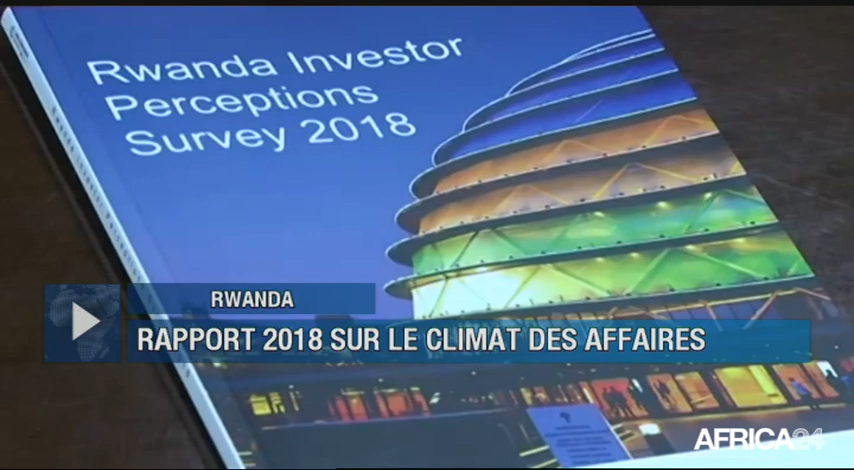 Rwanda Investor
Perceptions
Survey 2018
RWANDA
RAPPORT 2018 SUR LE CLIMAT DES AFFAIRES
AFRICA24